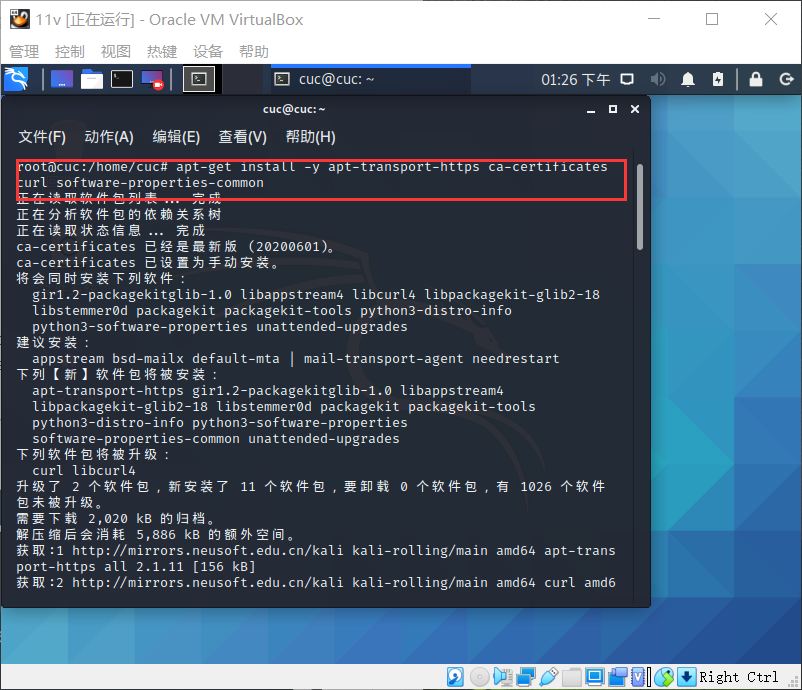 11v [正在运行] - Oracle VM VirtualBox
管理 控制 视图 热键 设备 帮助
cuc@cuc: ~ 01:26 下午
cuc@cuc:~
文件(F) 动作(A) 编辑(E) 查看(V) 帮助(H)
root@cuc:/home/cuc# apt-get install -y apt-transport-https ca-certificates
curl software-properties-common
正在读取软件包列表... 完成
正在分析软件包的依赖关系树
正在读取状态信息... 完成
ca-certificates 已经是最新版 (20200601)。
ca-certificates 已设置为手动安装。
将会同时安装下列软件：
gir1.2-packagekitglib-1.0 libappstream4 libcurl4 libpackagekit-glib2-18
libstemmer0d packagekit packagekit-tools python3-distro-info
python3-software-properties unattended-upgrades
建议安装：
appstream bsd-mailx default-mta | mail-transport-agent needrestart
下列【新】软件包将被安装：
apt-transport-https gir1.2-packagekitglib-1.0 libappstream4
libpackagekit-glib2-18 libstemmer0d packagekit packagekit-tools
python3-distro-info python3-software-properties
software-properties-common unattended-upgrades
下列软件包将被升级：
curl libcurl4
升级了 2 个软件包，新安装了 11 个软件包，要卸载 0 个软件包，有 1026 个软件
包未被升级。
需要下载 2,020 kB 的归档。
解压缩后会消耗 5,886 kB 的额外空间。
获取:1 http://mirrors.neusoft.edu.cn/kali kali-rolling/main amd64 apt-trans
port-https all 2.1.11 [156 kB]
获取:2 http://mirrors.neusoft.edu.cn/kali kali-rolling/main amd64 curl amd6
Right Ctrl